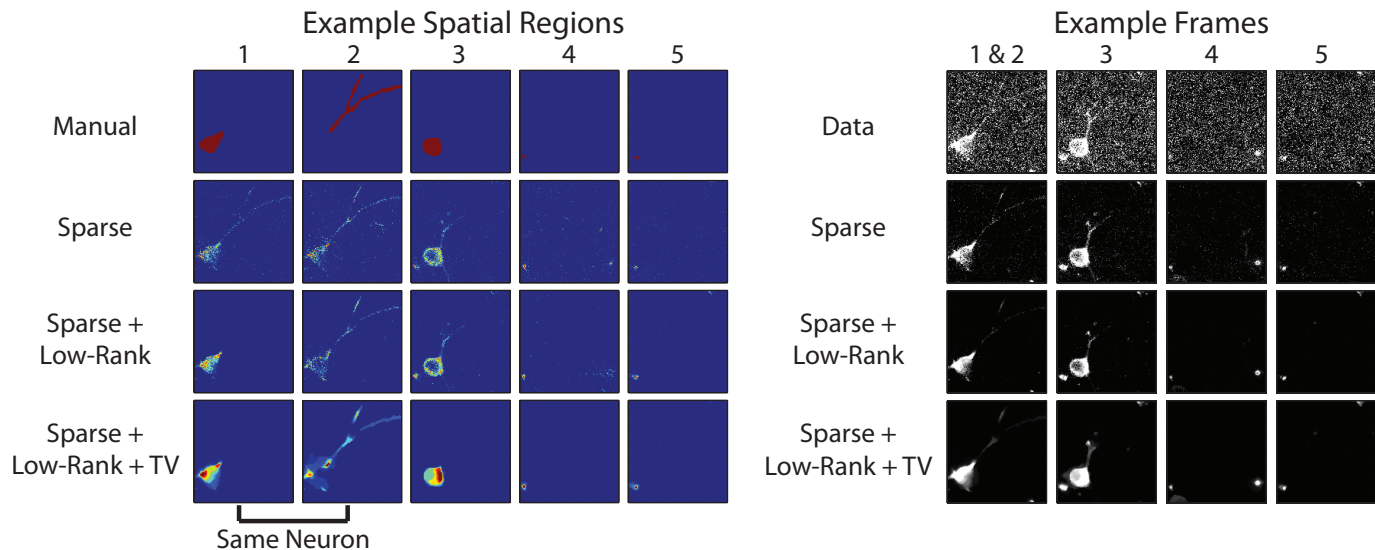 Example Spatial Regions
1 2 3 4 5
Manual
Sparse
Sparse +
Low-Rank
Sparse +
Low-Rank + TV
Same Neuron
Example Frames
1 & 2 3 4 5
Data
Sparse
Sparse +
Low-Rank
Sparse +
Low-Rank + TV